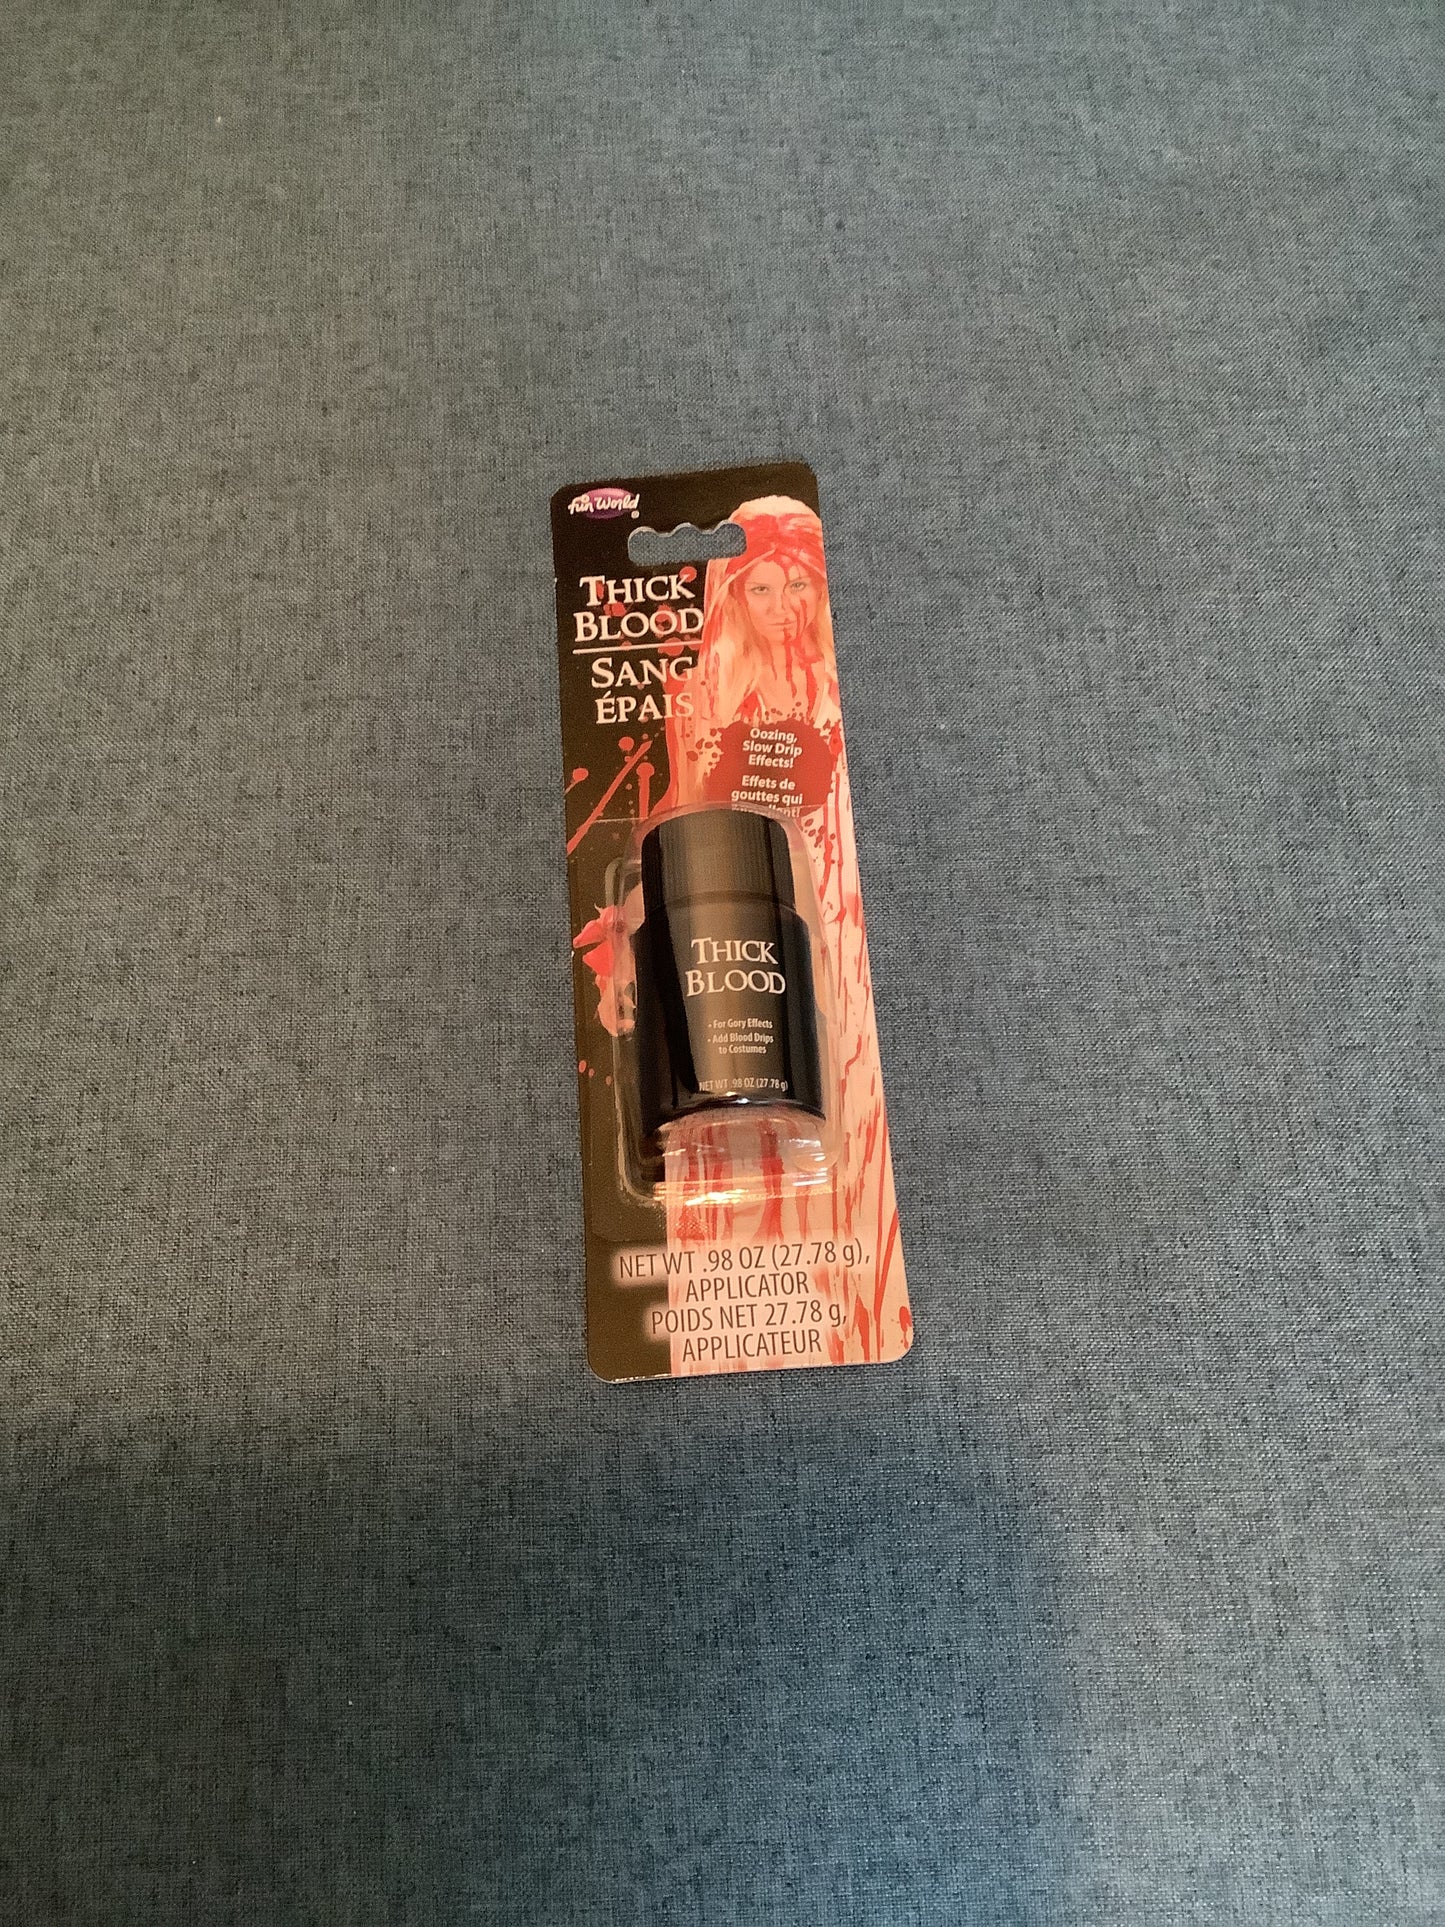 fun World
THICK
BLOOD
SANG
ÉPAIS
Oozing,
Slow Drip
Effects!
Effets de
gouttes qui
THICK
BLOOD
• For Gory Effects
• Add Blood Drips
to Costumes
NET WT .98 OZ (27.78 g)
NET WT .98 OZ (27.78 g),
APPLICATOR
POIDS NET 27.78 g,
APPLICATEUR